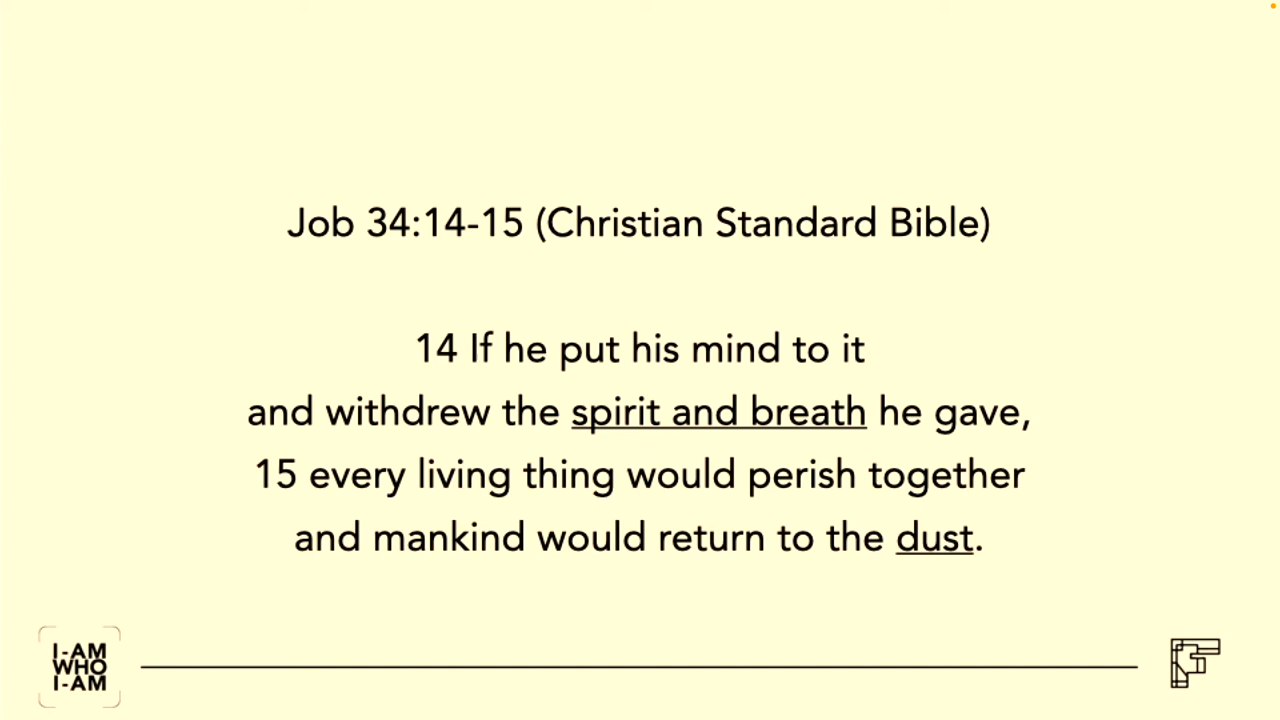 Job 34:14-15 (Christian Standard Bible)
14 If he put his mind to it
and withdrew the spirit and breath he gave,
15 every living thing would perish together
and mankind would return to the dust.
I-AM
WHO
I-AM